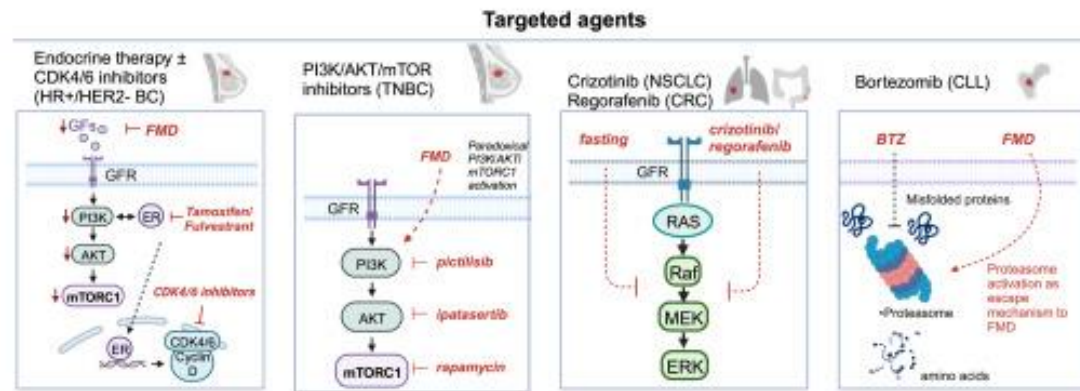 Targeted agents
Endocrine therapy ±
CDK4/6 inhibitors
(HR+/HER2- BC)
GFs
FMD
GFR
PI3K
ER
Tamoxifen/
Fulvestrant
AKT
mTORC1
CDK4/6 inhibitors
ER
CDK4/6
Cyclin
D
PI3K/AKT/mTOR
inhibitors (TNBC)
FMD
Paradoxical
PI3K/AKT/
mTORC1
activation
GFR
PI3K
pictilisib
AKT
ipatasertib
mTORC1
rapamycin
Crizotinib (NSCLC)
Regorafenib (CRC)
fasting
crizotinib/
regorafenib
GFR
RAS
Raf
MEK
ERK
Bortezomib (CLL)
BTZ
FMD
Misfolded proteins
Proteasome
activation as
escape
mechanism to
FMD
•Proteasome
amino acids